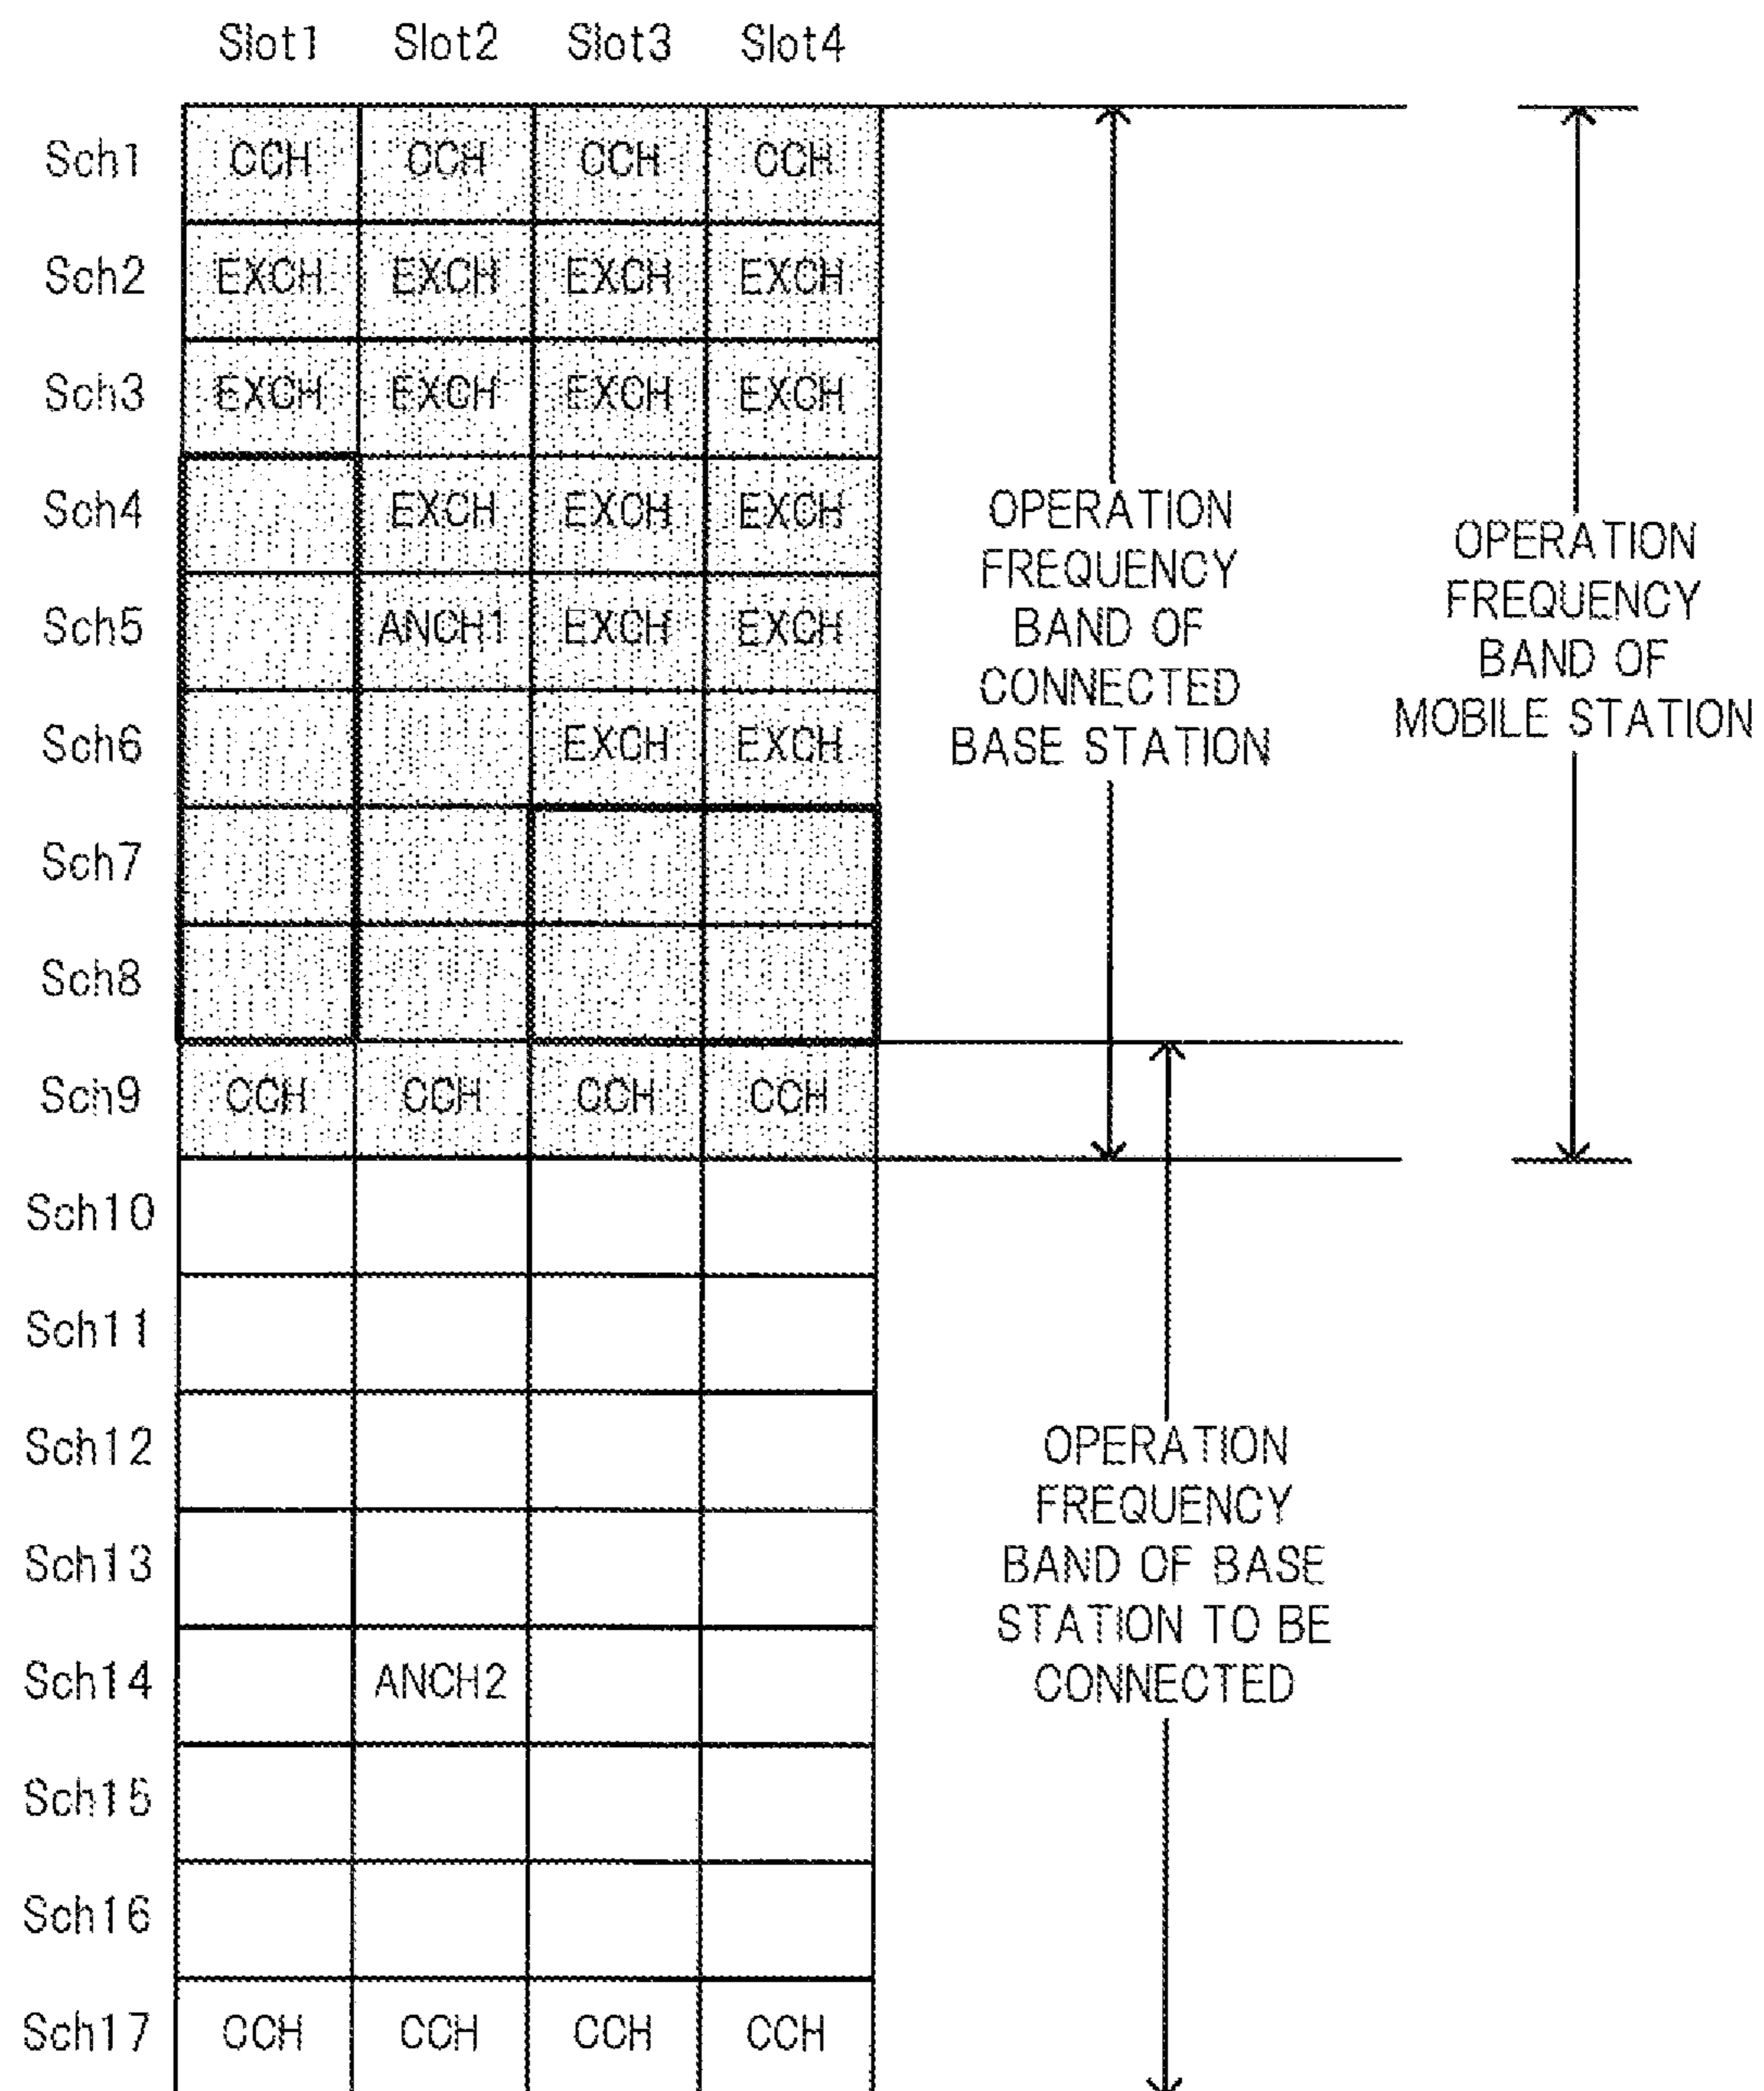 Slot1 Slot2 Slot3 Slot4
Sch1 CCH CCH CCH CCH
Sch2 EXCH EXCH EXCH EXCH
Sch3 EXCH EXCH EXCH EXCH
Sch4 EXCH EXCH EXCH
Sch5 ANCH1 EXCH EXCH
Sch6 EXCH EXCH
Sch7
Sch8
Sch9 CCH CCH CCH CCH
Sch10
Sch11
Sch12
Sch13
Sch14 ANCH2
Sch15
Sch16
Sch17 CCH CCH CCH CCH
OPERATION
FREQUENCY
BAND OF
CONNECTED
BASE STATION
OPERATION
FREQUENCY
BAND OF
MOBILE STATION
OPERATION
FREQUENCY
BAND OF BASE
STATION TO BE
CONNECTED